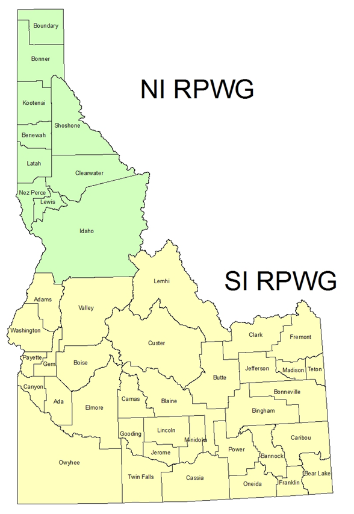 Boundary
Bonner
NI RPWG
Kootenai
Shoshone
Benewah
Latah
Clearwater
Nez Perce
Lewis
Idaho
SI RPWG
Lemhi
Adams
Valley
Washington
Custer
Clark
Fremont
Payette
Gem
Boise
Butte
Jefferson
Madison
Teton
Canyon
Ada
Elmore
Camas
Blaine
Bonneville
Bingham
Gooding
Lincoln
Minidoka
Jerome
Power
Caribou
Bannock
Owyhee
Twin Falls
Cassia
Oneida
Franklin
Bear Lake